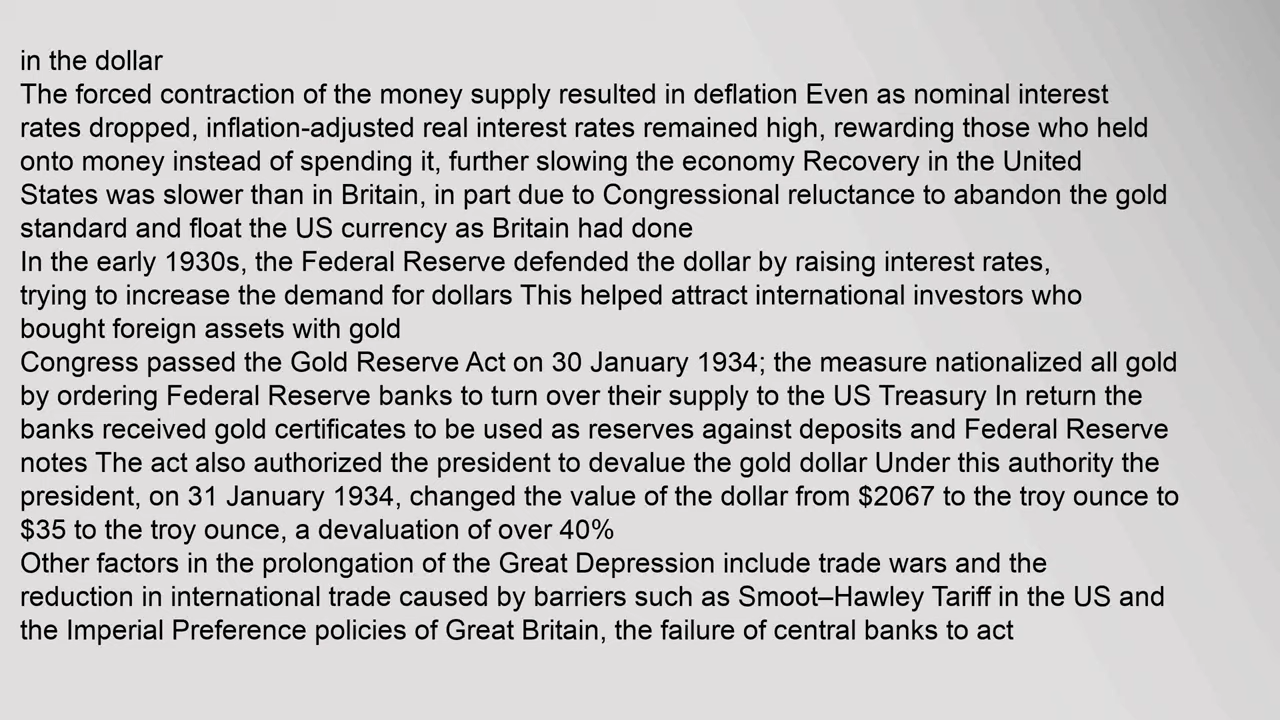 in the dollar
The forced contraction of the money supply resulted in deflation Even as nominal interest
rates dropped, inflation-adjusted real interest rates remained high, rewarding those who held
onto money instead of spending it, further slowing the economy Recovery in the United
States was slower than in Britain, in part due to Congressional reluctance to abandon the gold
standard and float the US currency as Britain had done
In the early 1930s, the Federal Reserve defended the dollar by raising interest rates,
trying to increase the demand for dollars This helped attract international investors who
bought foreign assets with gold
Congress passed the Gold Reserve Act on 30 January 1934; the measure nationalized all gold
by ordering Federal Reserve banks to turn over their supply to the US Treasury In return the
banks received gold certificates to be used as reserves against deposits and Federal Reserve
notes The act also authorized the president to devalue the gold dollar Under this authority the
president, on 31 January 1934, changed the value of the dollar from $2067 to the troy ounce to
$35 to the troy ounce, a devaluation of over 40%
Other factors in the prolongation of the Great Depression include trade wars and the
reduction in international trade caused by barriers such as Smoot–Hawley Tariff in the US and
the Imperial Preference policies of Great Britain, the failure of central banks to act